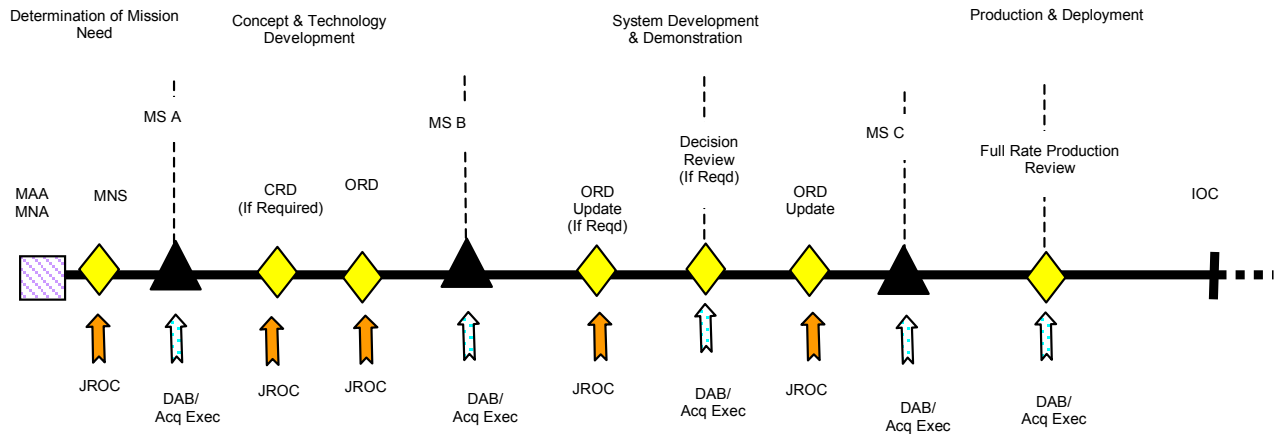 Determination of Mission
Need
Concept & Technology
Development
System Development
& Demonstration
Production & Deployment
MS A
MS B
MS C
Decision
Review
(If Reqd)
Full Rate Production
Review
MAA
MNA
MNS
CRD
(If Required)
ORD
ORD
Update
(If Reqd)
ORD
Update
IOC
JROC
DAB/
Acq Exec
JROC
JROC
DAB/
Acq Exec
JROC
DAB/
Acq Exec
JROC
DAB/
Acq Exec
DAB/
Acq Exec